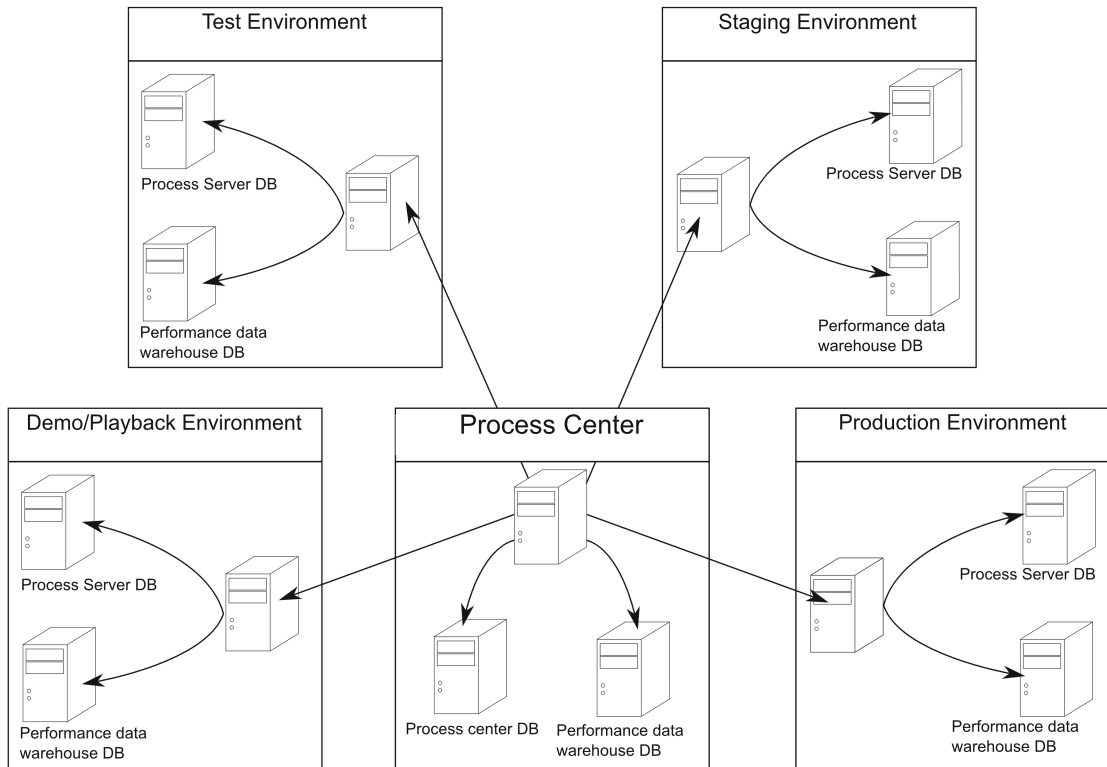 Test Environment
Process Server DB
Performance data
warehouse DB
Staging Environment
Process Server DB
Performance data
warehouse DB
Demo/Playback Environment
Process Server DB
Performance data
warehouse DB
Process Center
Process center DB
Performance data
warehouse DB
Production Environment
Process Server DB
Performance data
warehouse DB